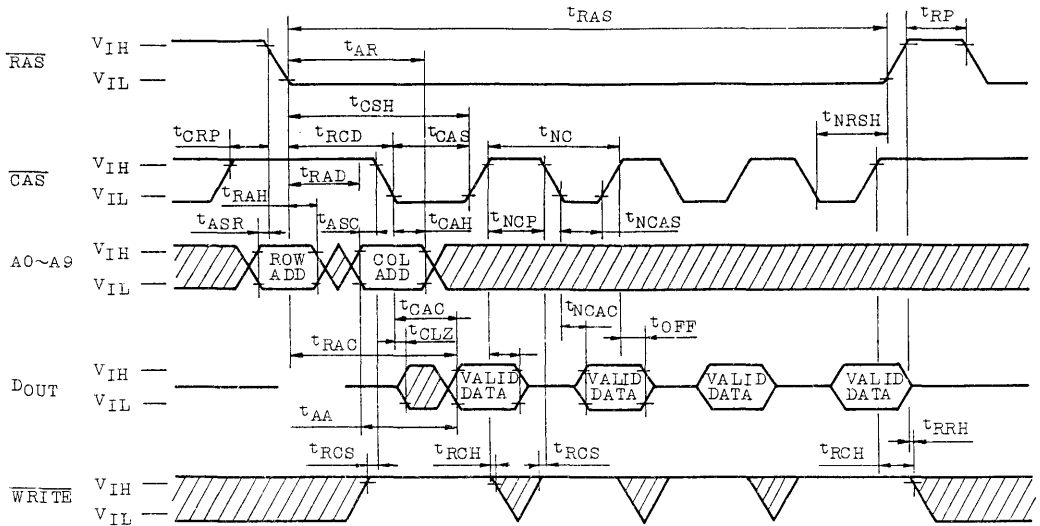 tRAS
tRP
RAS
VIH
VIL
tAR
tCSH
tCRP
tRCD
tCAS
tNC
tNRSH
CAS
VIH
VIL
tRAD
tRAH
tASR
tASC
tCAH
tNCP
tNCAS
A0~A9
VIH
VIL
ROW ADD
COL ADD
tCAC
tCLZ
tNCAC
tOFF
tRAC
DOUT
VIH
VIL
VALID DATA
VALID DATA
VALID DATA
VALID DATA
tAA
tRRH
tRCS
tRCH
tRCS
tRCH
WRITE
VIH
VIL